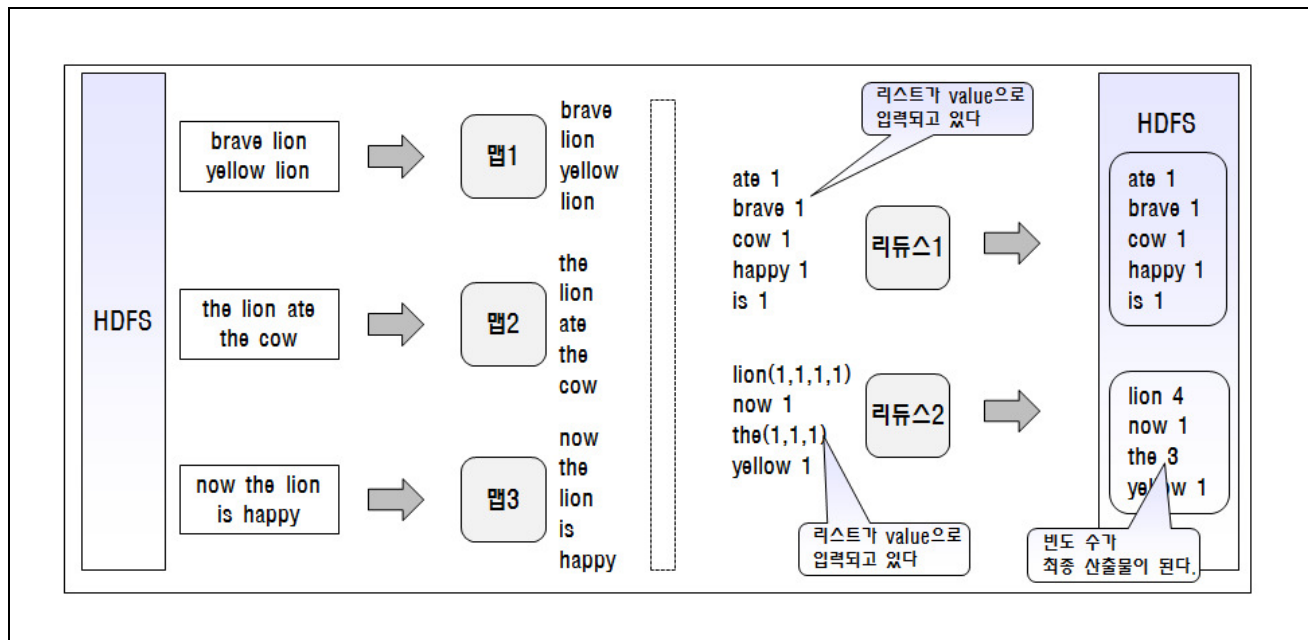 HDFS
brave lion
yellow lion
맵1
brave
lion
yellow
lion
the lion ate
the cow
맵2
the
lion
ate
the
cow
now the lion
is happy
맵3
now
the
lion
is
happy
리스트가 value으로
입력되고 있다
ate 1
brave 1
cow 1
happy 1
is 1
리듀스1
lion(1,1,1,1)
now 1
the(1,1,1)
yellow 1
리듀스2
리스트가 value으로
입력되고 있다
HDFS
ate 1
brave 1
cow 1
happy 1
is 1
lion 4
now 1
the 3
yellow 1
빈도 수가
최종 산출물이 된다.